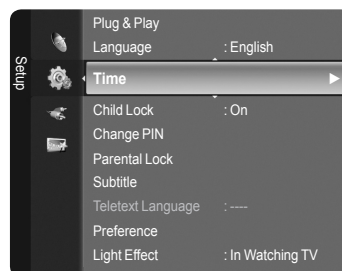 Setup
Plug & Play
Language : English
Time
Child Lock : On
Change PIN
Parental Lock
Subtitle
Teletext Language : ----
Preference
Light Effect : In Watching TV